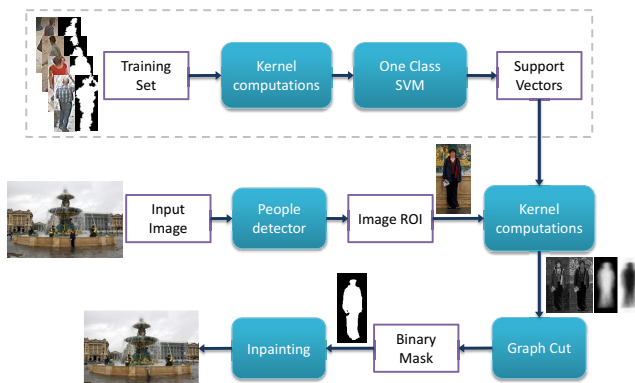 Training
Set
Kernel
computations
One Class
SVM
Support
Vectors
Input
Image
People
detector
Image ROI
Kernel
computations
Inpainting
Binary
Mask
Graph Cut